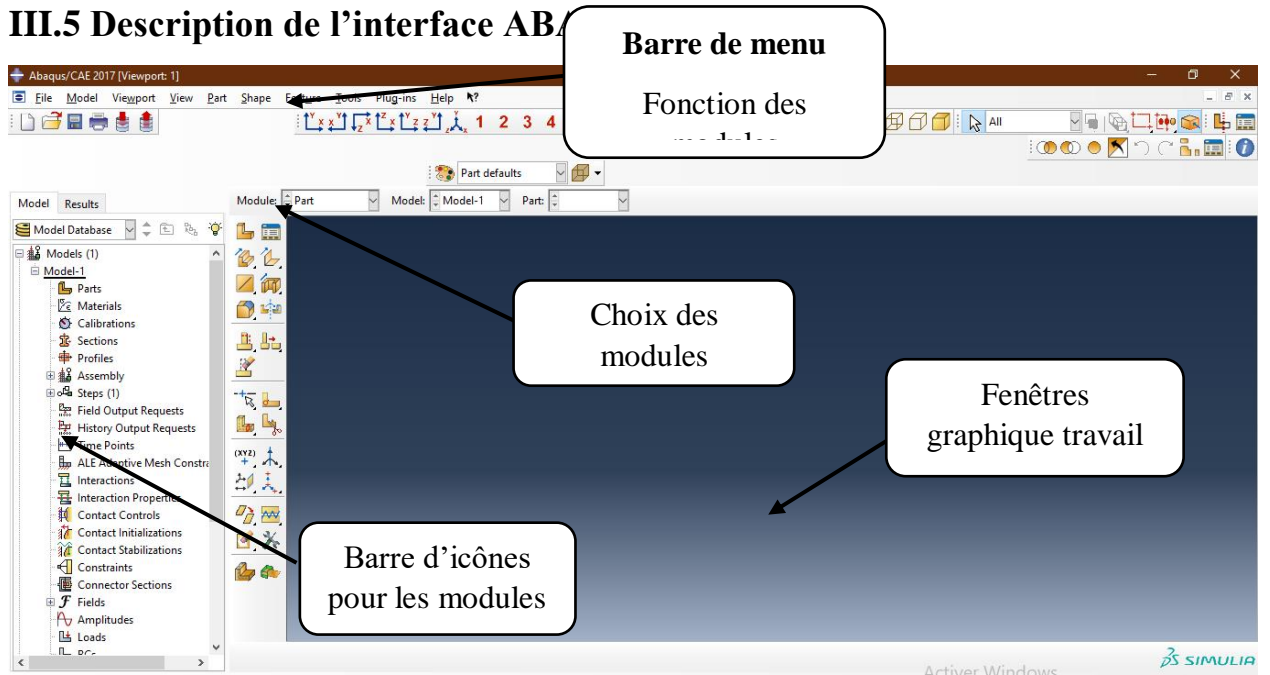 III.5 Description de l’interface
Barre de menu
Fonction des
Abaqus/CAE 2017 [Viewport: 1]
File Model Viewport View Part Shape Tools Plug-ins Help
1 2 3 4
All
Part defaults
Model Results
Module: Part Model: Model-1 Part:
Model Database
Models (1)
Model-1
Parts
Materials
Calibrations
Sections
Profiles
Assembly
Steps (1)
Field Output Requests
History Output Requests
Time Points
ALE Adaptive Mesh
Interactions
Interaction Properties
Contact Controls
Contact Initializations
Contact Stabilizations
Constraints
Connector Sections
Fields
Amplitudes
Loads
(XYZ)
Choix des
modules
Fenêtres
graphique travail
Barre d’icônes
pour les modules
SIMULIA
Activer Windows